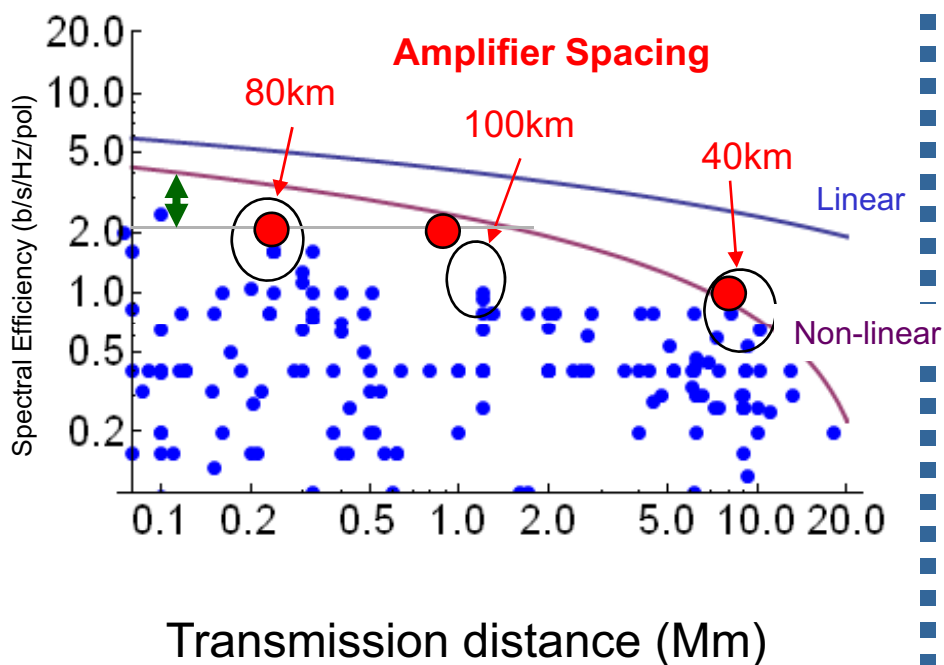 Amplifier Spacing
80km
100km
40km
Linear
Non-linear
Spectral Efficiency (b/s/Hz/pol)
20.0
10.0
5.0
2.0
1.0
0.5
0.2
0.1 0.2 0.5 1.0 2.0 5.0 10.0 20.0
Transmission distance (Mm)